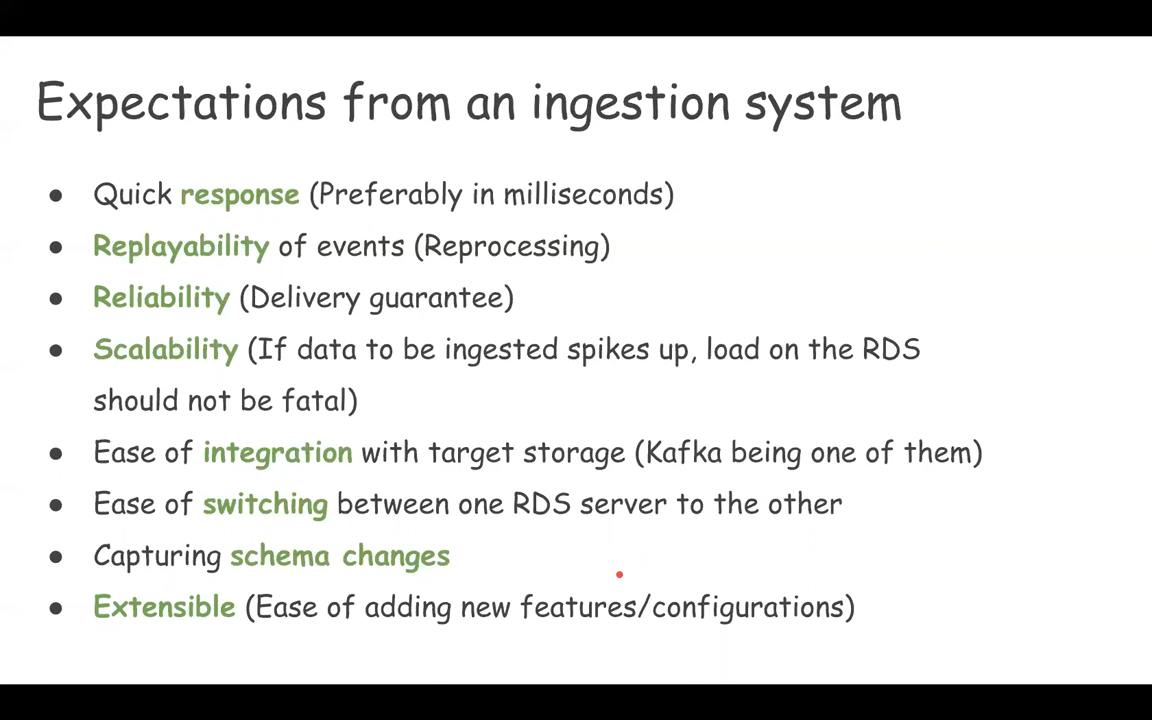 Expectations from an ingestion system
● Quick response (Preferably in milliseconds)
● Replayability of events (Reprocessing)
● Reliability (Delivery guarantee)
● Scalability (If data to be ingested spikes up, load on the RDS
should not be fatal)
● Ease of integration with target storage (Kafka being one of them)
● Ease of switching between one RDS server to the other
● Capturing schema changes
● Extensible (Ease of adding new features/configurations)